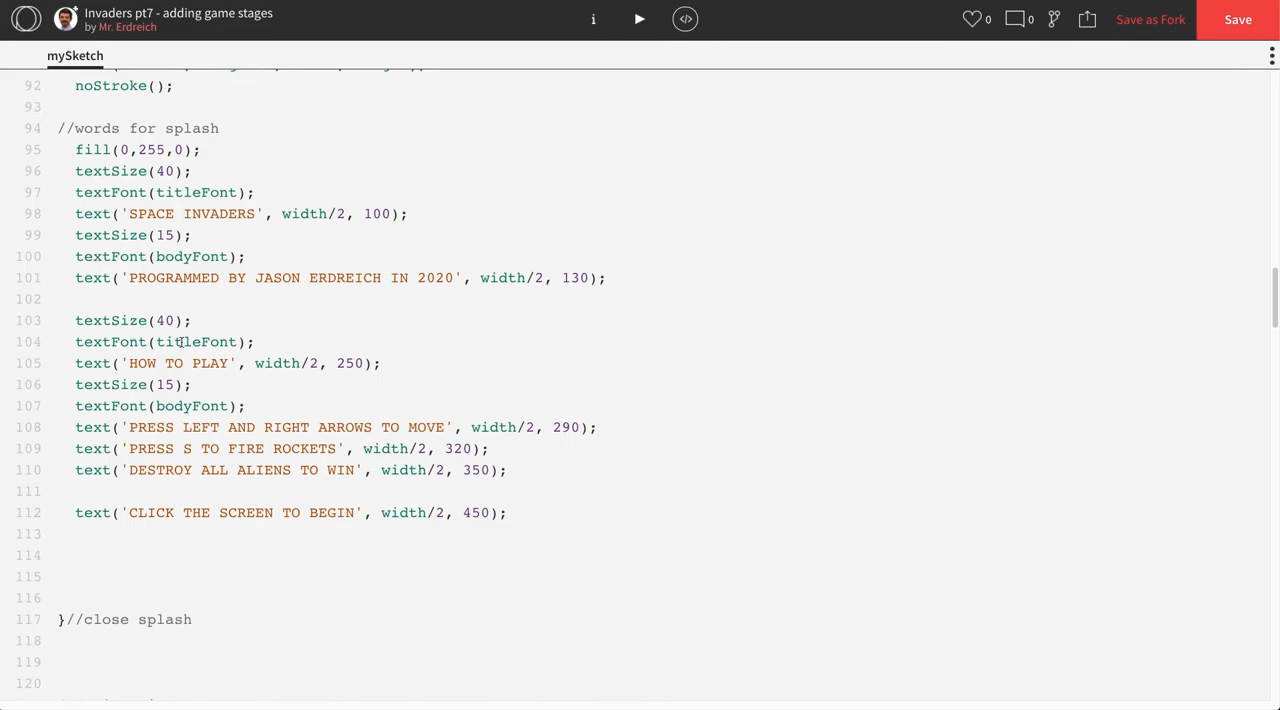 Invaders pt7 - adding game stages
by Mr. Erdreich
i
</>
0
0
Save as Fork
Save
mySketch
92 noStroke();
93
94 //words for splash
95 fill(0,255,0);
96 textSize(40);
97 textFont(titleFont);
98 text('SPACE INVADERS', width/2, 100);
99 textSize(15);
100 textFont(bodyFont);
101 text('PROGRAMMED BY JASON ERDREICH IN 2020', width/2, 130);
102
103 textSize(40);
104 textFont(titleFont);
105 text('HOW TO PLAY', width/2, 250);
106 textSize(15);
107 textFont(bodyFont);
108 text('PRESS LEFT AND RIGHT ARROWS TO MOVE', width/2, 290);
109 text('PRESS S TO FIRE ROCKETS', width/2, 320);
110 text('DESTROY ALL ALIENS TO WIN', width/2, 350);
111
112 text('CLICK THE SCREEN TO BEGIN', width/2, 450);
113
114
115
116
117 }//close splash
118
119
120